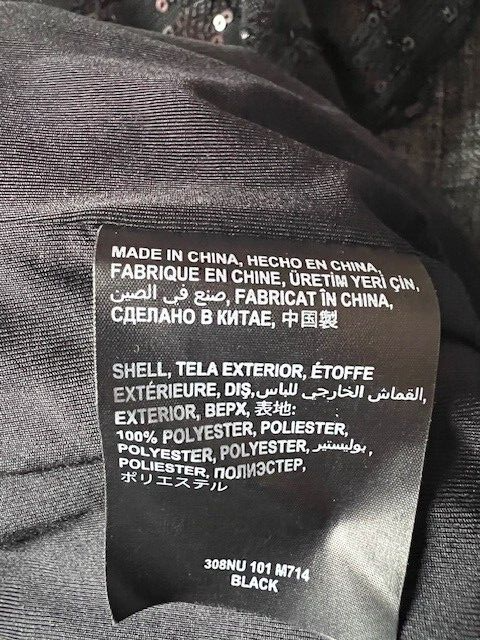 MADE IN CHINA, HECHO EN CHINA,
FABRIQUE EN CHINE, ÜRETİM YERİ ÇİN,
صنع في الصين, FABRICAT ÎN CHINA,
СДЕЛАНО В КИТАЕ, 中国製
SHELL, TELA EXTERIOR, ÉTOFFE
EXTÉRIEURE, DIŞ, القماش الخارجي للباس,
EXTERIOR, ВЕРХ, 表地:
100% POLYESTER, POLIESTER,
POLYESTER, POLYESTER, بوليستير,
POLIESTER, ПОЛИЭСТЕР,
ポリエステル
308NU 101 M714
BLACK